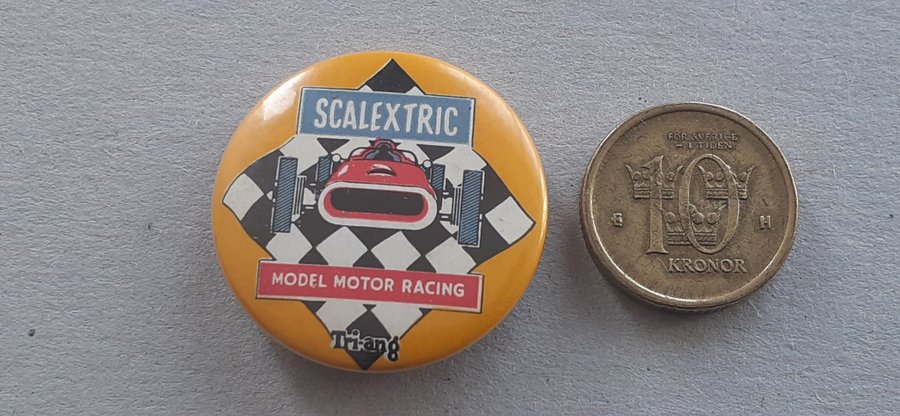 SCALEXTRIC
MODEL MOTOR RACING
Tri-ang
FÖR SVERIGE
– I TIDEN
10
KRONOR